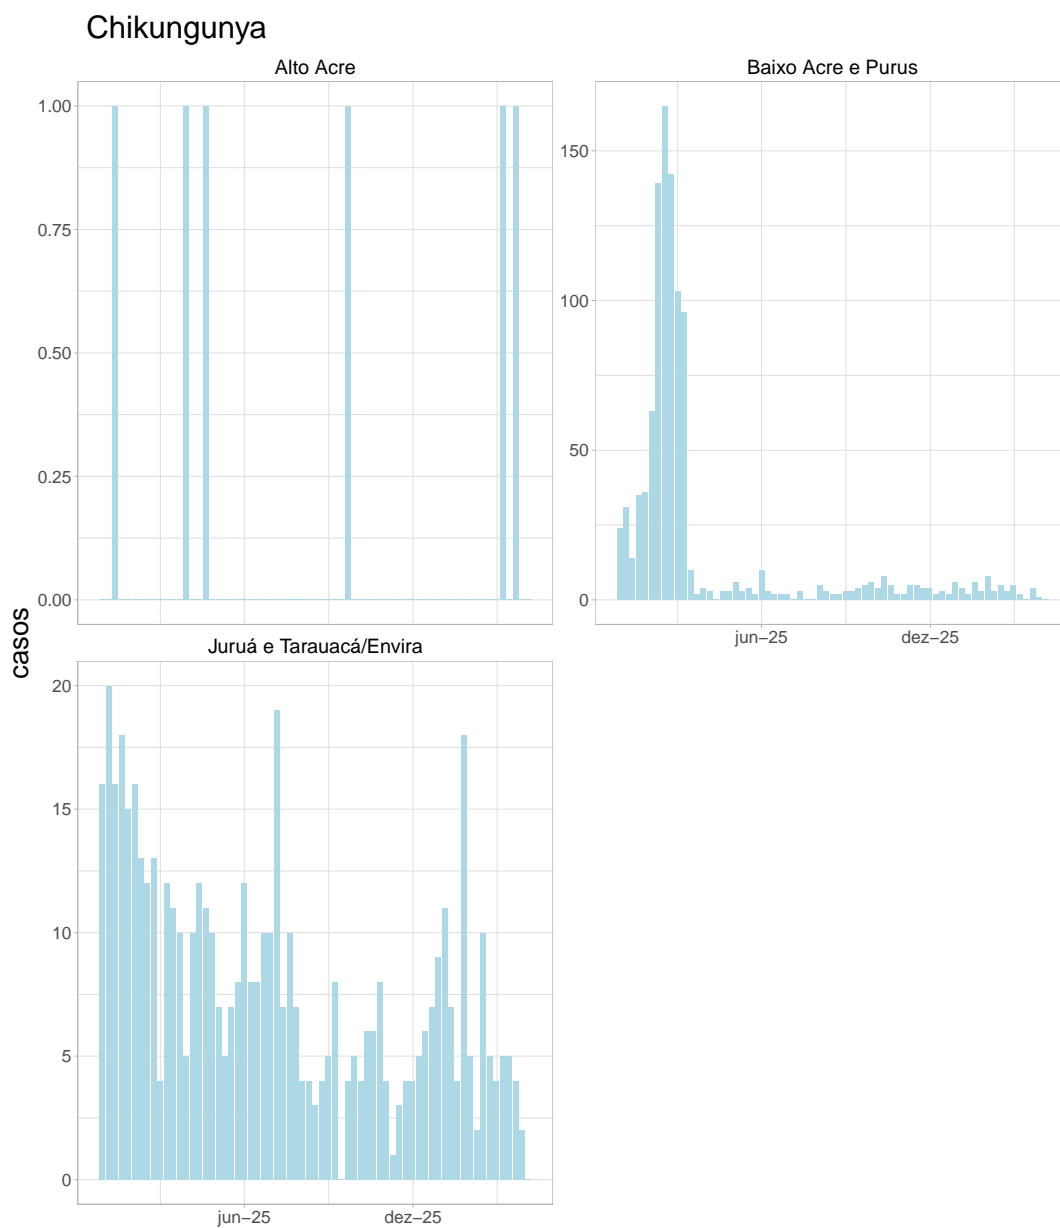 Chikungunya
Alto Acre
1.00
0.75
0.50
0.25
0.00
Baixo Acre e Purus
150
100
50
0
jun−25
dez−25
casos
Juruá e Tarauacá/Envira
20
15
10
5
0
jun−25
dez−25